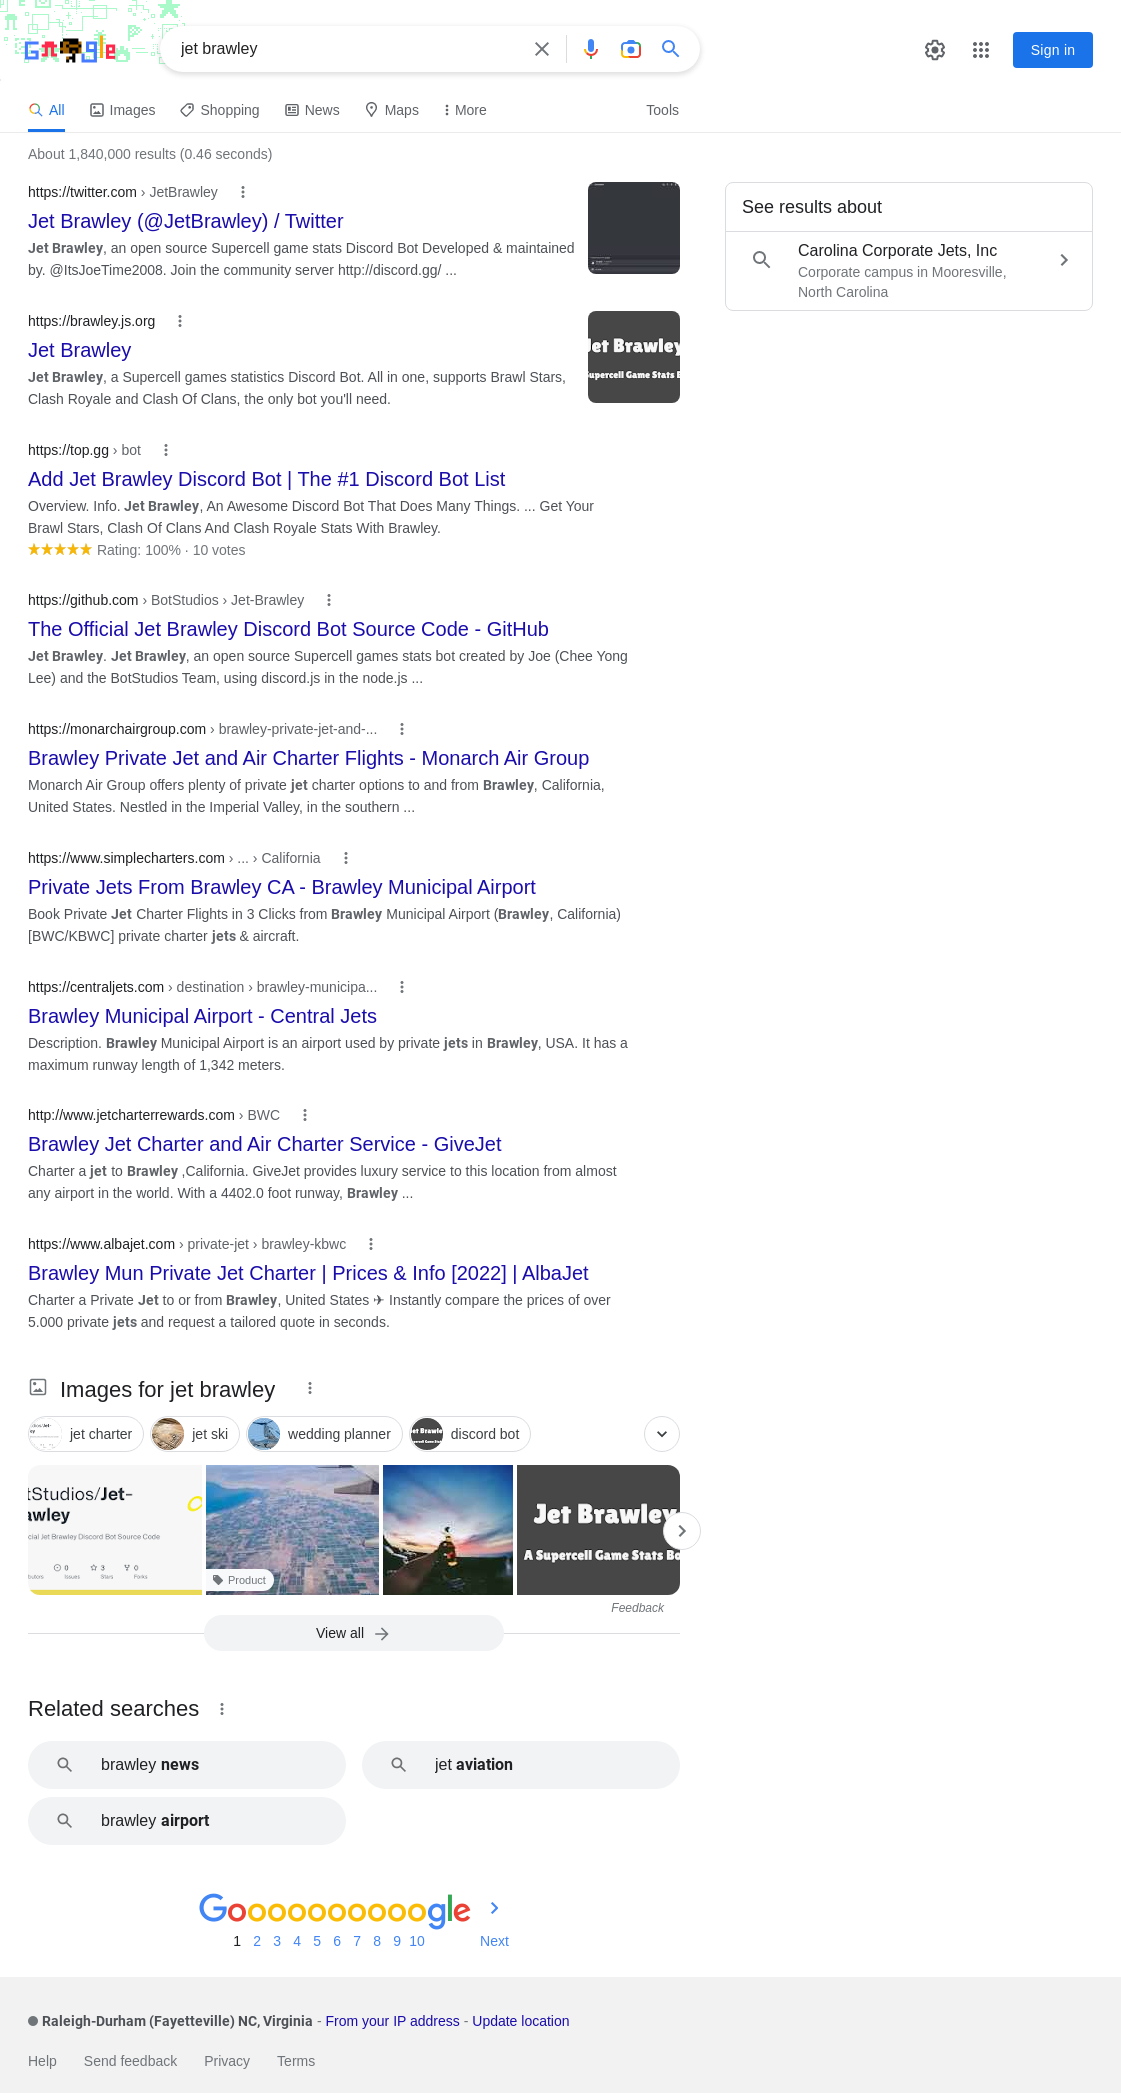 jet brawley
Sign in
All
Images
Shopping
News
Maps
More
Tools
About 1,840,000 results (0.46 seconds)
https://twitter.com › JetBrawley
Jet Brawley (@JetBrawley) / Twitter
Jet Brawley, an open source Supercell game stats Discord Bot Developed & maintained
by. @ItsJoeTime2008. Join the community server http://discord.gg/ ...
See results about
Carolina Corporate Jets, Inc
Corporate campus in Mooresville,
North Carolina
https://brawley.js.org
Jet Brawley
Jet Brawley, a Supercell games statistics Discord Bot. All in one, supports Brawl Stars,
Clash Royale and Clash Of Clans, the only bot you'll need.
Jet Brawley
Supercell Game Stats B
https://top.gg › bot
Add Jet Brawley Discord Bot | The #1 Discord Bot List
Overview. Info. Jet Brawley, An Awesome Discord Bot That Does Many Things. ... Get Your
Brawl Stars, Clash Of Clans And Clash Royale Stats With Brawley.
Rating: 100% · 10 votes
https://github.com › BotStudios › Jet-Brawley
The Official Jet Brawley Discord Bot Source Code - GitHub
Jet Brawley. Jet Brawley, an open source Supercell games stats bot created by Joe (Chee Yong
Lee) and the BotStudios Team, using discord.js in the node.js ...
https://monarchairgroup.com › brawley-private-jet-and-...
Brawley Private Jet and Air Charter Flights - Monarch Air Group
Monarch Air Group offers plenty of private jet charter options to and from Brawley, California,
United States. Nestled in the Imperial Valley, in the southern ...
https://www.simplecharters.com › ... › California
Private Jets From Brawley CA - Brawley Municipal Airport
Book Private Jet Charter Flights in 3 Clicks from Brawley Municipal Airport (Brawley, California)
[BWC/KBWC] private charter jets & aircraft.
https://centraljets.com › destination › brawley-municipa...
Brawley Municipal Airport - Central Jets
Description. Brawley Municipal Airport is an airport used by private jets in Brawley, USA. It has a
maximum runway length of 1,342 meters.
http://www.jetcharterrewards.com › BWC
Brawley Jet Charter and Air Charter Service - GiveJet
Charter a jet to Brawley ,California. GiveJet provides luxury service to this location from almost
any airport in the world. With a 4402.0 foot runway, Brawley ...
https://www.albajet.com › private-jet › brawley-kbwc
Brawley Mun Private Jet Charter | Prices & Info [2022] | AlbaJet
Charter a Private Jet to or from Brawley, United States ✈ Instantly compare the prices of over
5.000 private jets and request a tailored quote in seconds.
Images for jet brawley
jet charter
jet ski
wedding planner
discord bot
tStudios/Jet-
awley
cial Jet Brawley Discord Bot Source Code
0 3 0
Issues Stars Forks
Product
Jet Brawley
A Supercell Game Stats Bo
Feedback
View all
Related searches
brawley news
jet aviation
brawley airport
Goooooooooogle
1 2 3 4 5 6 7 8 9 10 Next
Raleigh-Durham (Fayetteville) NC, Virginia - From your IP address - Update location
Help Send feedback Privacy Terms